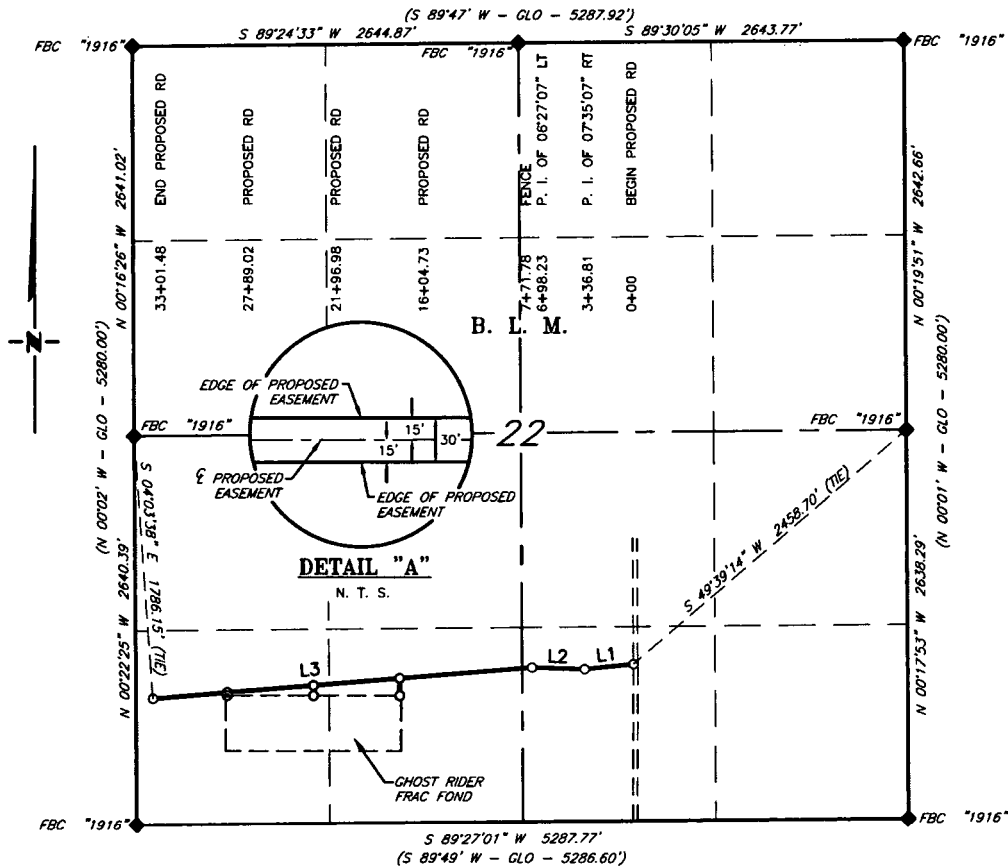 (S 89°47' W - GLO - 5287.92')
S 89°24'33" W 2644.87'
S 89°30'05" W 2643.77'
FBC "1916"
FBC "1916"
FBC "1916"
33+01.48 END PROPOSED RD
27+89.02 PROPOSED RD
21+96.98 PROPOSED RD
16+04.73 PROPOSED RD
7+71.78 FENCE
6+98.23 P. I. OF 06°27'07" LT
3+36.81 P. I. OF 07°35'07" RT
0+00 BEGIN PROPOSED RD
N 00°16'26" W 2641.02'
N 00°19'51" W 2642.66'
-N-
B. L. M.
EDGE OF PROPOSED
EASEMENT
15'
15'
30'
℄ PROPOSED
EASEMENT
EDGE OF PROPOSED
EASEMENT
FBC "1916"
22
FBC "1916"
(N 00°02' W - GLO - 5280.00')
(N 00°01' W - GLO - 5280.00')
DETAIL "A"
N. T. S.
S 04°03'38" E 1786.15' (TIE)
S 49°39'14" W 2458.70' (TIE)
N 00°22'25" W 2640.39'
N 00°17'53" W 2638.29'
L3
L2
L1
GHOST RIDER
FRAC FOND
FBC "1916"
FBC "1916"
S 89°27'01" W 5287.77'
(S 89°49' W - GLO - 5286.60')